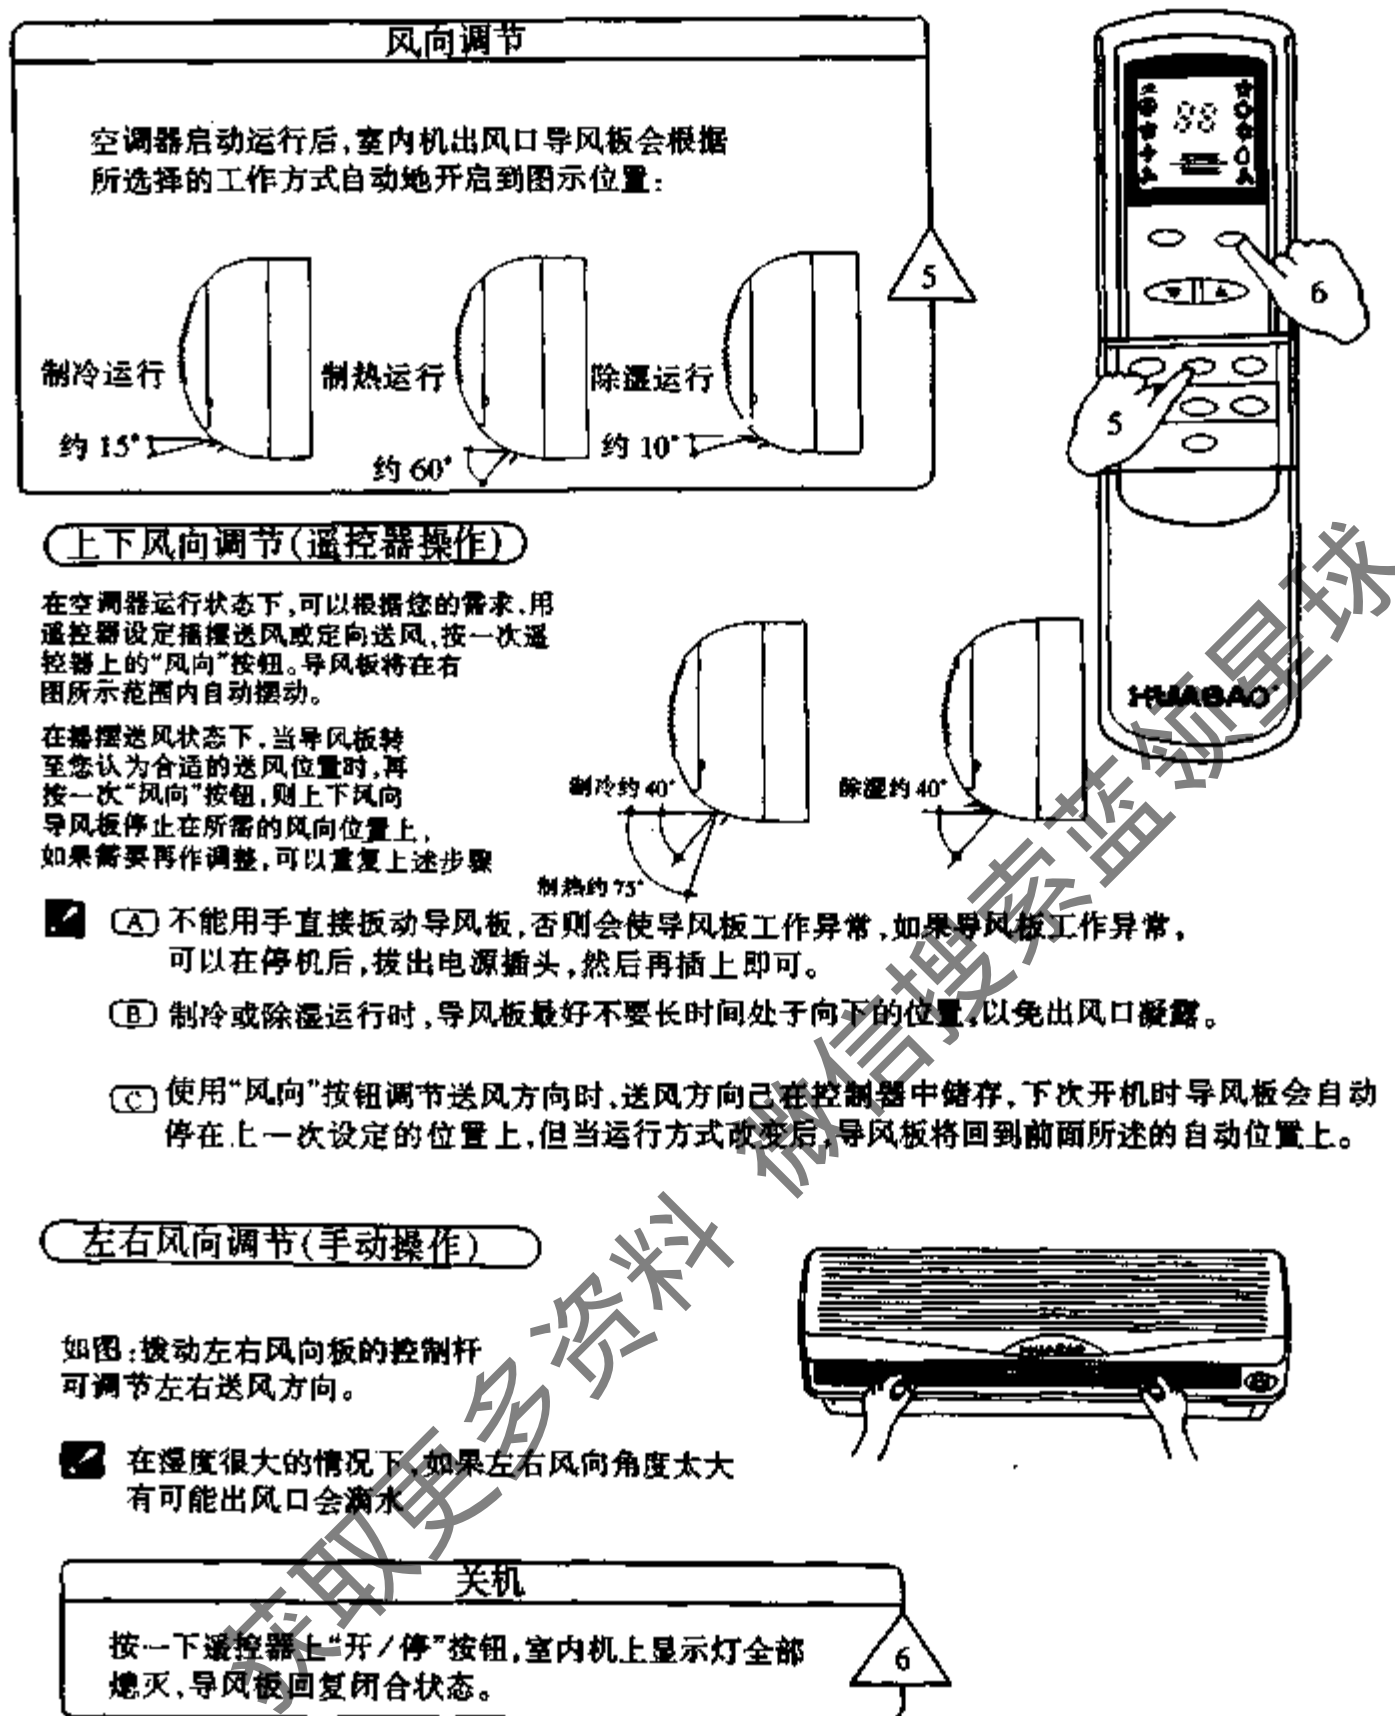 风向调节
空调器启动运行后,室内机出风口导风板会根据
所选择的工作方式自动地开启到图示位置:
制冷运行
约 15°
制热运行
约 60°
除湿运行
约 10°
5
88
6
5
HUABAO
上下风向调节(遥控器操作)
在空调器运行状态下,可以根据您的需求,用
遥控器设定摇摆送风或定向送风,按一次遥
控器上的“风向”按钮。导风板将在右
图所示范围内自动摆动。
在摇摆送风状态下,当导风板转
至您认为合适的送风位置时,再
按一次“风向”按钮,则上下风向
导风板停止在所需的风向位置上,
如果需要再作调整,可以重复上述步骤
制冷约 40°
制热约 75°
除湿约 40°
A 不能用手直接扳动导风板,否则会使导风板工作异常,如果导风板工作异常,
可以在停机后,拔出电源插头,然后再插上即可。
B 制冷或除湿运行时,导风板最好不要长时间处于向下的位置,以免出风口凝露。
C 使用“风向”按钮调节送风方向时,送风方向已在控制器中储存,下次开机时导风板会自动
停在上一次设定的位置上,但当运行方式改变后,导风板将回到前面所述的自动位置上。
左右风向调节(手动操作)
如图:拨动左右风向板的控制杆
可调节左右送风方向。
在湿度很大的情况下,如果左右风向角度太大
有可能出风口会滴水
关机
按一下遥控器上“开/停”按钮,室内机上显示灯全部
熄灭,导风板回复闭合状态。
6
获取更多资料 微信搜索蓝领星球